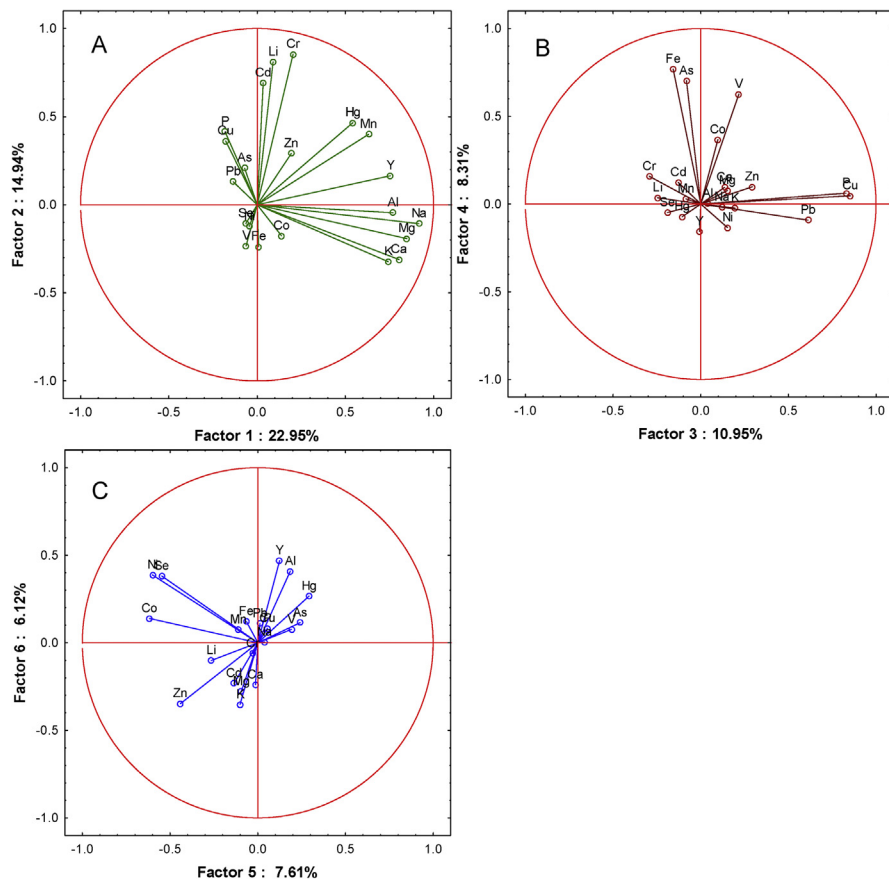 A
Li
Cr
Cd
Hg
P
Mn
Cu
Zn
As
Pb
Y
Al
Na
Se
Co
Mg
V
Fe
K
Ca
1.0
0.5
0.0
-0.5
-1.0
Factor 2 : 14.94%
-1.0
-0.5
0.0
0.5
1.0
Factor 1 : 22.95%
B
Fe
As
V
Co
Cr
Cd
Mg
Zn
Li
Mn
Al
Na
K
P
Cu
Se
Hg
Y
Ni
Pb
1.0
0.5
0.0
-0.5
-1.0
Factor 4 : 8.31%
-1.0
-0.5
0.0
0.5
1.0
Factor 3 : 10.95%
C
Y
Al
Ni
Se
Hg
Co
Fe
Pb
Mn
Cu
As
V
Na
Li
Cd
Mg
Ca
Zn
K
1.0
0.5
0.0
-0.5
-1.0
Factor 6 : 6.12%
-1.0
-0.5
0.0
0.5
1.0
Factor 5 : 7.61%